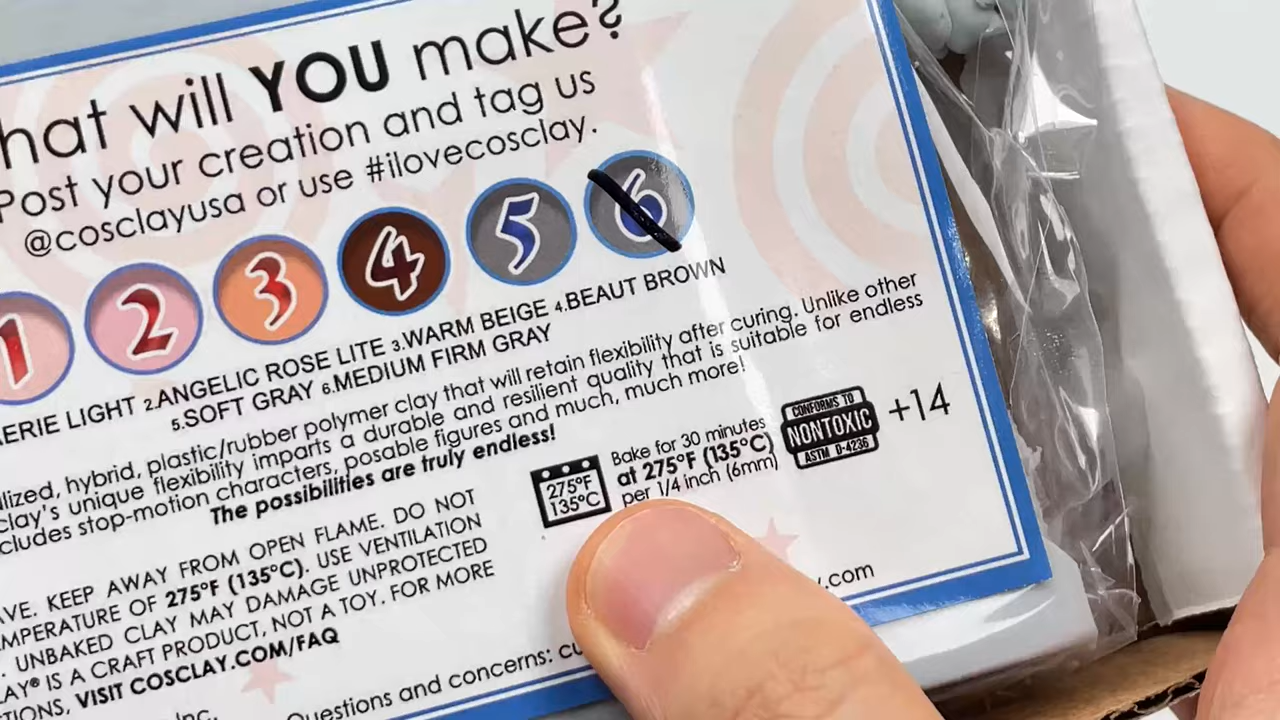 hat will YOU make?
Post your creation and tag us
@cosclayusa or use #ilovecosclay.
1 2 3 4 5 6
ERIE LIGHT 2.ANGELIC ROSE LITE 3.WARM BEIGE 4.BEAUT BROWN
5.SOFT GRAY 6.MEDIUM FIRM GRAY
lized, hybrid, plastic/rubber polymer clay that will retain flexibility after curing. Unlike other
clay's unique flexibility imparts a durable and resilient quality that is suitable for endless
cludes stop-motion characters, posable figures and much, much more!
The possibilities are truly endless!
275°F
135°C
Bake for 30 minutes
at 275°F (135°C)
per 1/4 inch (6mm)
CONFORMS TO
NONTOXIC
ASTM D-4236
+14
AVE. KEEP AWAY FROM OPEN FLAME. DO NOT
EMPERATURE OF 275°F (135°C). USE VENTILATION
. UNBAKED CLAY MAY DAMAGE UNPROTECTED
LAY® IS A CRAFT PRODUCT, NOT A TOY. FOR MORE
TIONS, VISIT COSCLAY.COM/FAQ
Inc.
Questions and concerns: cu
y.com